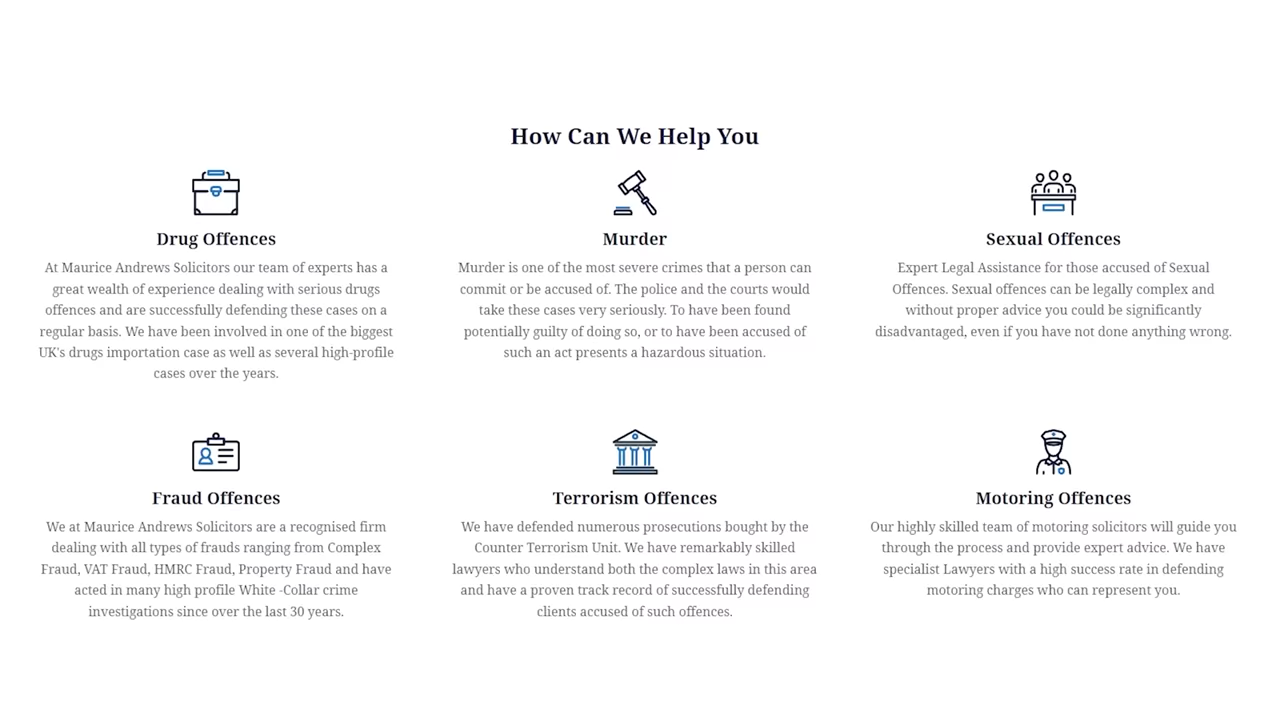 How Can We Help You
Drug Offences
At Maurice Andrews Solicitors our team of experts has a
great wealth of experience dealing with serious drugs
offences and are successfully defending these cases on a
regular basis. We have been involved in one of the biggest
UK's drugs importation case as well as several high-profile
cases over the years.
Murder
Murder is one of the most severe crimes that a person can
commit or be accused of. The police and the courts would
take these cases very seriously. To have been found
potentially guilty of doing so, or to have been accused of
such an act presents a hazardous situation.
Sexual Offences
Expert Legal Assistance for those accused of Sexual
Offences. Sexual offences can be legally complex and
without proper advice you could be significantly
disadvantaged, even if you have not done anything wrong.
Fraud Offences
We at Maurice Andrews Solicitors are a recognised firm
dealing with all types of frauds ranging from Complex
Fraud, VAT Fraud, HMRC Fraud, Property Fraud and have
acted in many high profile White -Collar crime
investigations since over the last 30 years.
Terrorism Offences
We have defended numerous prosecutions bought by the
Counter Terrorism Unit. We have remarkably skilled
lawyers who understand both the complex laws in this area
and have a proven track record of successfully defending
clients accused of such offences.
Motoring Offences
Our highly skilled team of motoring solicitors will guide you
through the process and provide expert advice. We have
specialist Lawyers with a high success rate in defending
motoring charges who can represent you.